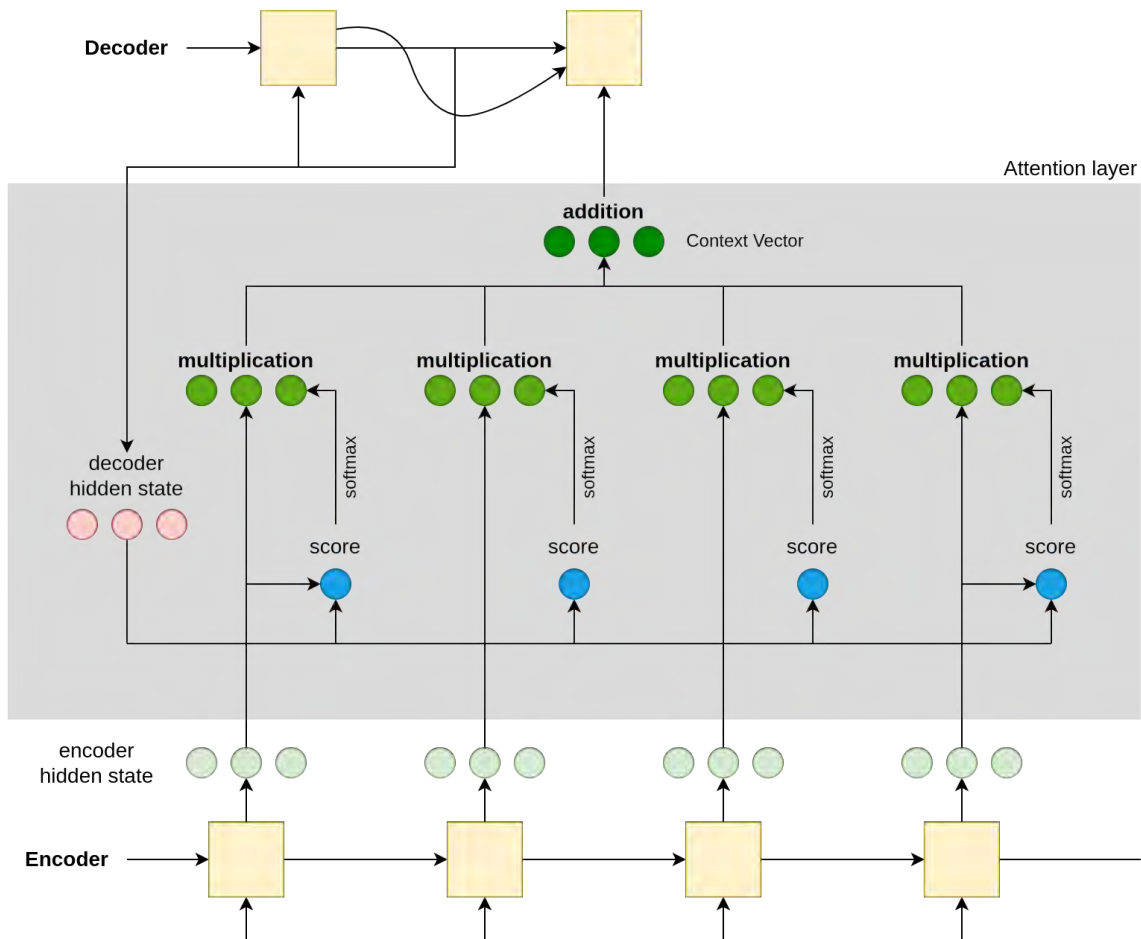 Decoder
Attention layer
addition
Context Vector
multiplication
multiplication
multiplication
multiplication
decoder
hidden state
softmax
softmax
softmax
softmax
score
score
score
score
encoder
hidden state
Encoder